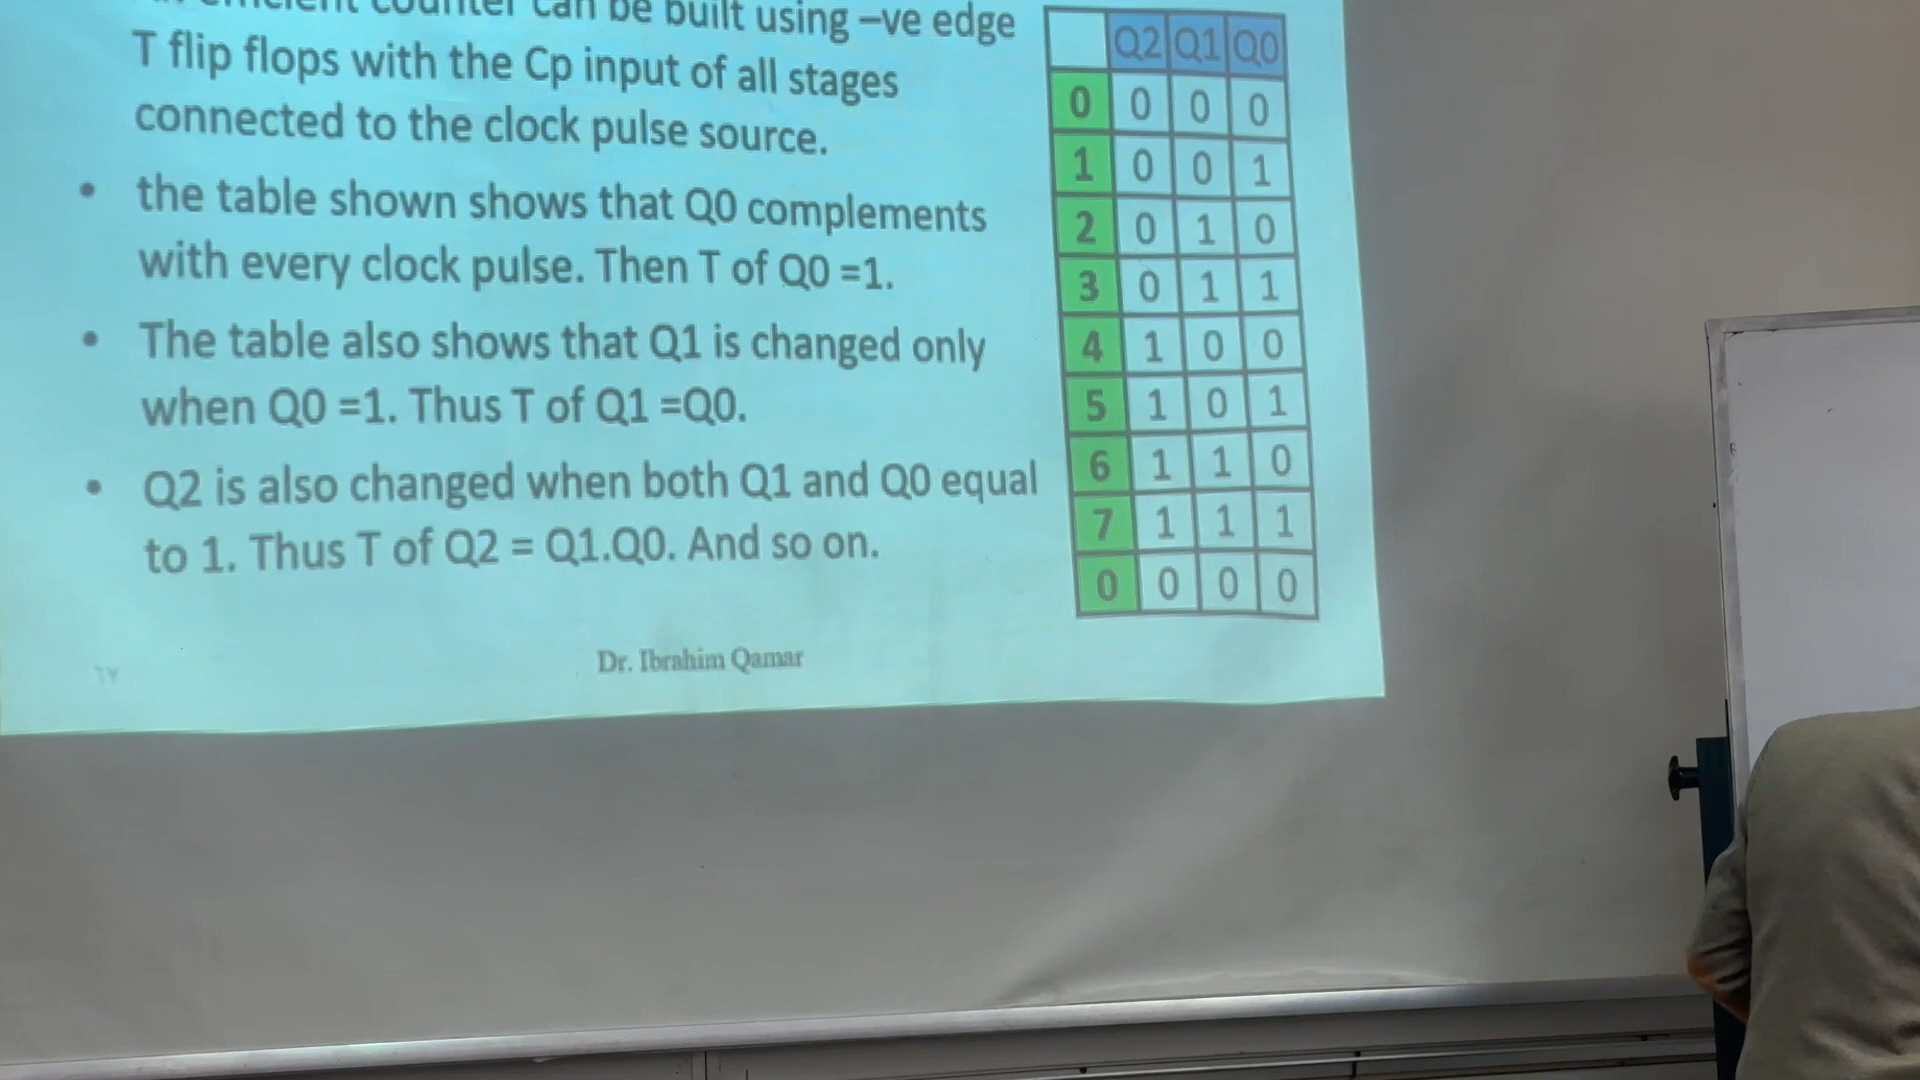 counter can be built using –ve edge
T flip flops with the Cp input of all stages
connected to the clock pulse source.
• the table shown shows that Q0 complements
with every clock pulse. Then T of Q0 =1.
• The table also shows that Q1 is changed only
when Q0 =1. Thus T of Q1 =Q0.
• Q2 is also changed when both Q1 and Q0 equal
to 1. Thus T of Q2 = Q1.Q0. And so on.
Q2 Q1 Q0
0 0 0 0
1 0 0 1
2 0 1 0
3 0 1 1
4 1 0 0
5 1 0 1
6 1 1 0
7 1 1 1
0 0 0 0
Dr. Ibrahim Qamar
٦٧